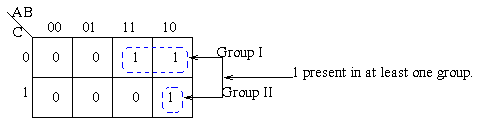 AB
C
00 01 11 10
0 0 0 1 1 Group I
1 present in at least one group.
1 0 0 0 1 Group II